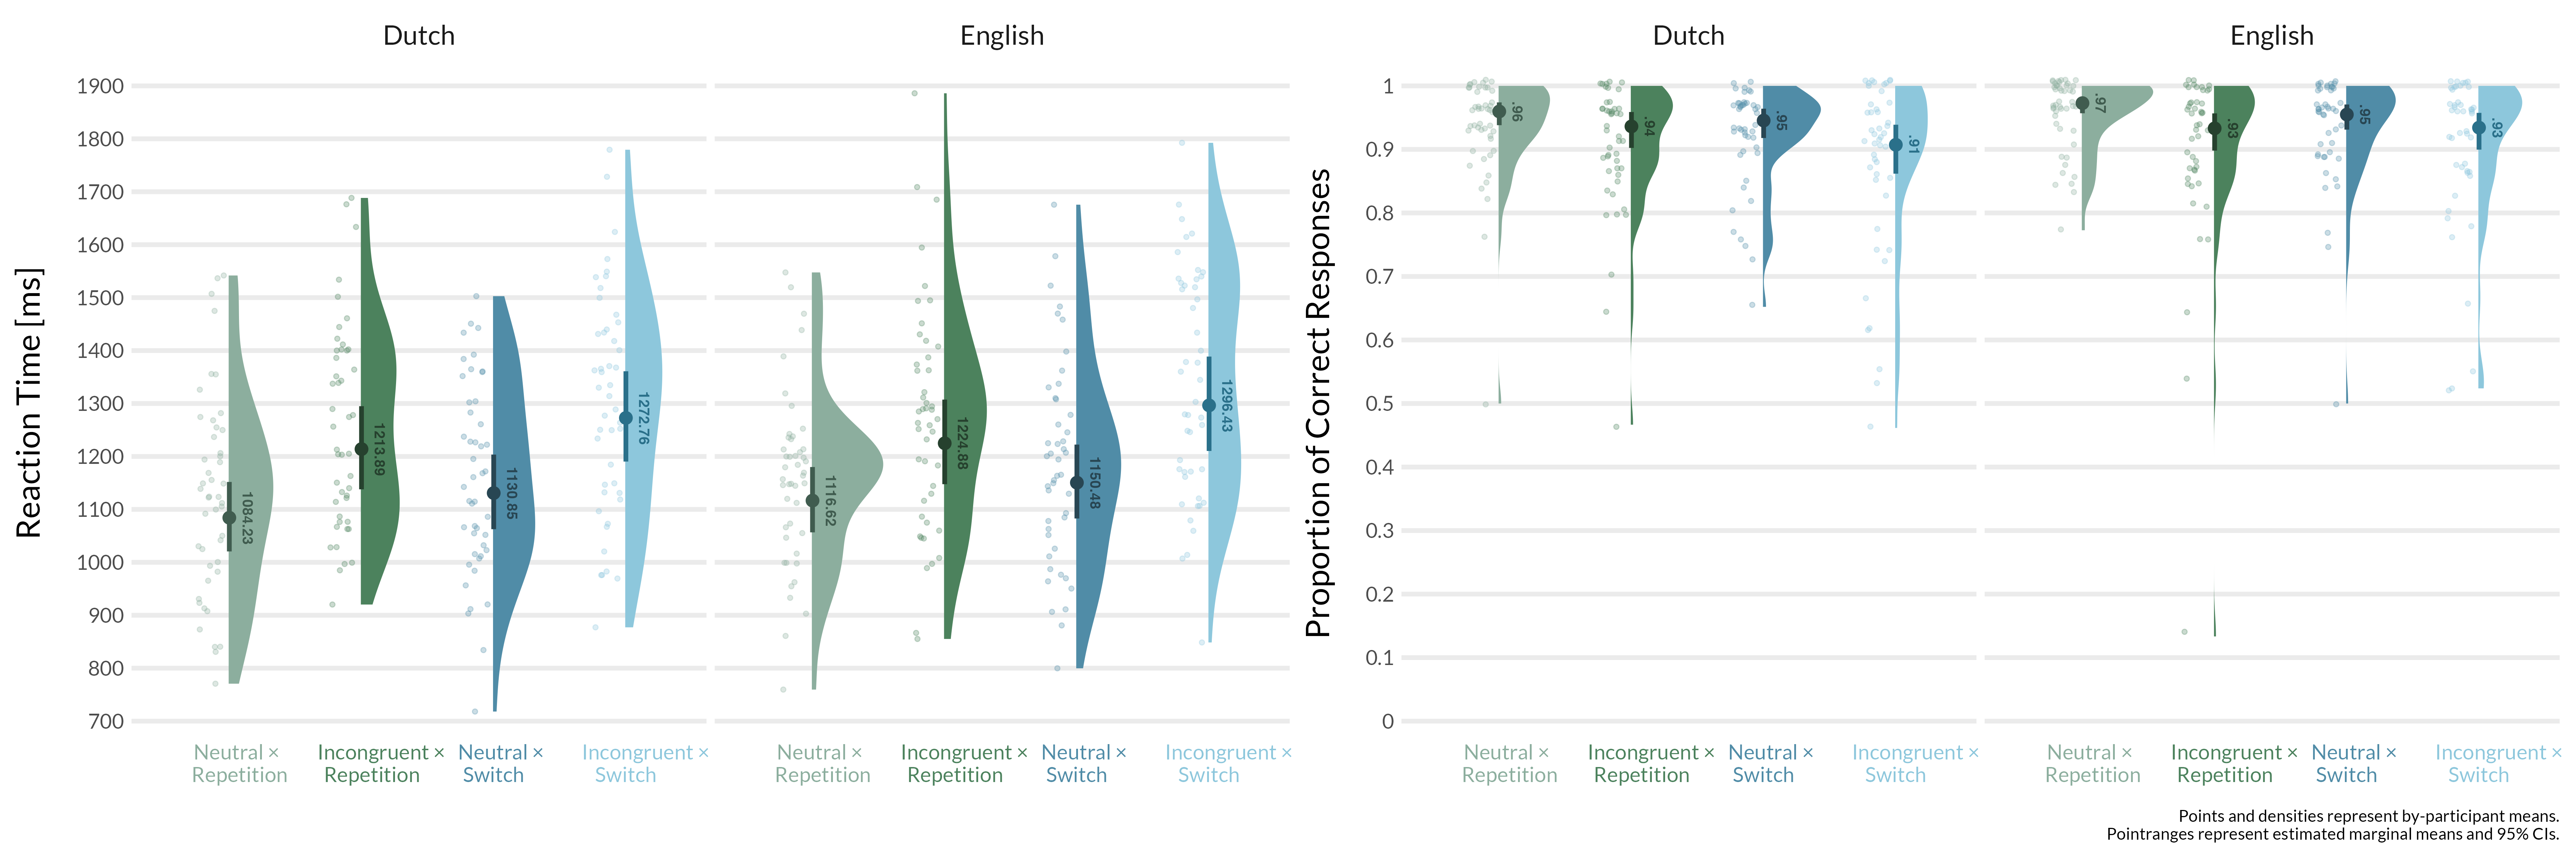 Dutch
English
Reaction Time [ms]
1900
1800
1700
1600
1500
1400
1300
1200
1100
1000
900
800
700
1084.23
1213.89
1130.85
1272.76
1116.62
1224.88
1150.48
1296.43
Neutral ×
Repetition
Incongruent ×
Repetition
Neutral ×
Switch
Incongruent ×
Switch
Neutral ×
Repetition
Incongruent ×
Repetition
Neutral ×
Switch
Incongruent ×
Switch
Dutch
English
Proportion of Correct Responses
1
0.9
0.8
0.7
0.6
0.5
0.4
0.3
0.2
0.1
0
.96
.94
.95
.91
.97
.93
.95
.93
Neutral ×
Repetition
Incongruent ×
Repetition
Neutral ×
Switch
Incongruent ×
Switch
Neutral ×
Repetition
Incongruent ×
Repetition
Neutral ×
Switch
Incongruent ×
Switch
Points and densities represent by-participant means.
Pointranges represent estimated marginal means and 95% CIs.